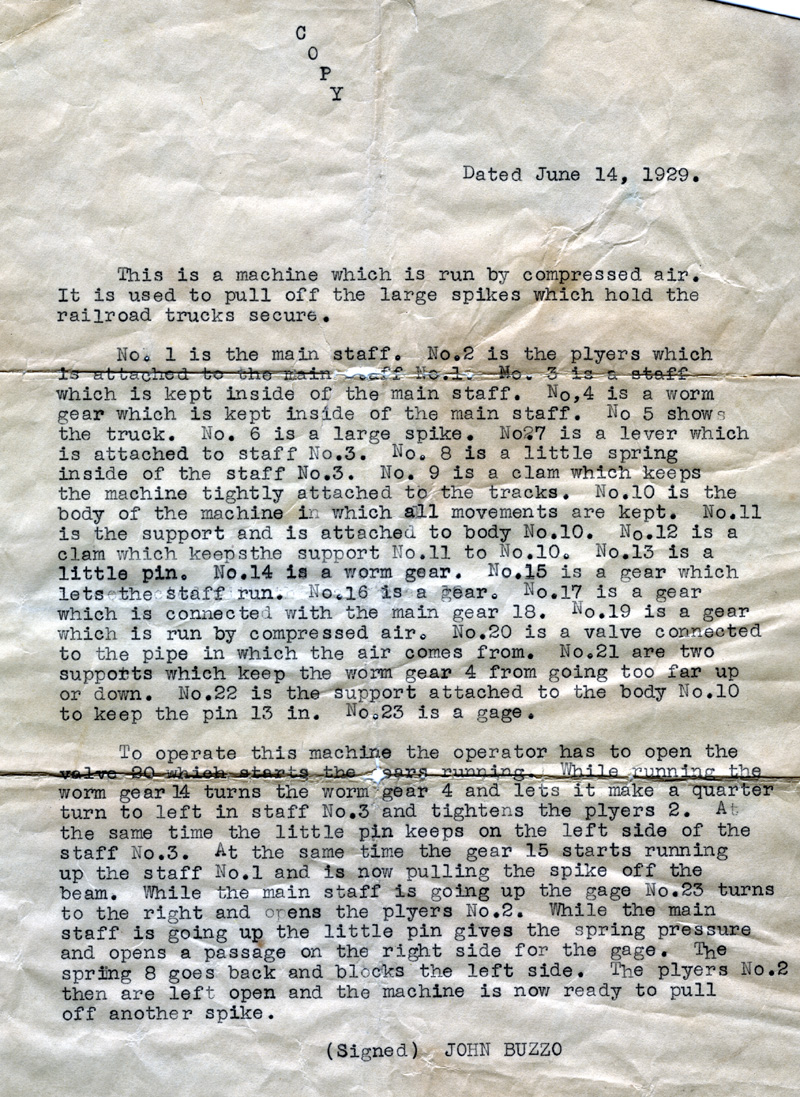 C
O
P
Y
Dated June 14, 1929.
This is a machine which is run by compressed air.
It is used to pull off the large spikes which hold the
railroad trucks secure.
No. 1 is the main staff. No.2 is the plyers which
is attached to the main staff No.1. No. 3 is a staff
which is kept inside of the main staff. No,4 is a worm
gear which is kept inside of the main staff. No 5 shows
the truck. No. 6 is a large spike. No?7 is a lever which
is attached to staff No.3. No. 8 is a little spring
inside of the staff No.3. No. 9 is a clam which keeps
the machine tightly attached to the tracks. No.10 is the
body of the machine in which all movements are kept. No.11
is the support and is attached to body No.10. No.12 is a
clam which keepsthe support No.11 to No.10. No.13 is a
little pin. No.14 is a worm gear. No.15 is a gear which
lets the staff run. No.16 is a gear. No.17 is a gear
which is connected with the main gear 18. No.19 is a gear
which is run by compressed air. No.20 is a valve connected
to the pipe in which the air comes from. No.21 are two
supports which keep the worm gear 4 from going too far up
or down. No.22 is the support attached to the body No.10
to keep the pin 13 in. No.23 is a gage.
To operate this machine the operator has to open the
valve 20 which starts the gears running. While running the
worm gear 14 turns the worm gear 4 and lets it make a quarter
turn to left in staff No.3 and tightens the plyers 2. At
the same time the little pin keeps on the left side of the
staff No.3. At the same time the gear 15 starts running
up the staff No.1 and is now pulling the spike off the
beam. While the main staff is going up the gage No.23 turns
to the right and opens the plyers No.2. While the main
staff is going up the little pin gives the spring pressure
and opens a passage on the right side for the gage. The
spring 8 goes back and blocks the left side. The plyers No.2
then are left open and the machine is now ready to pull
off another spike.
(Signed) JOHN BUZZO